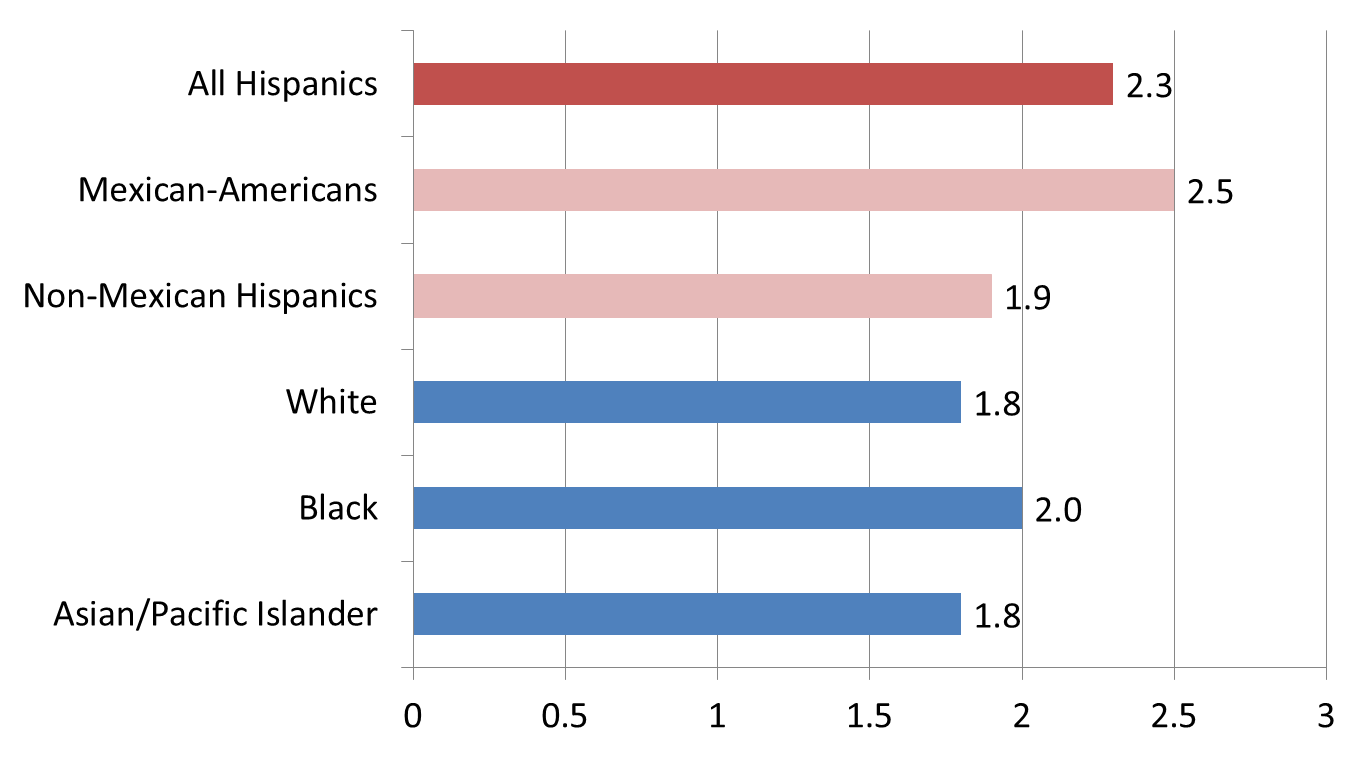 All Hispanics 2.3
Mexican-Americans 2.5
Non-Mexican Hispanics 1.9
White 1.8
Black 2.0
Asian/Pacific Islander 1.8
0 0.5 1 1.5 2 2.5 3